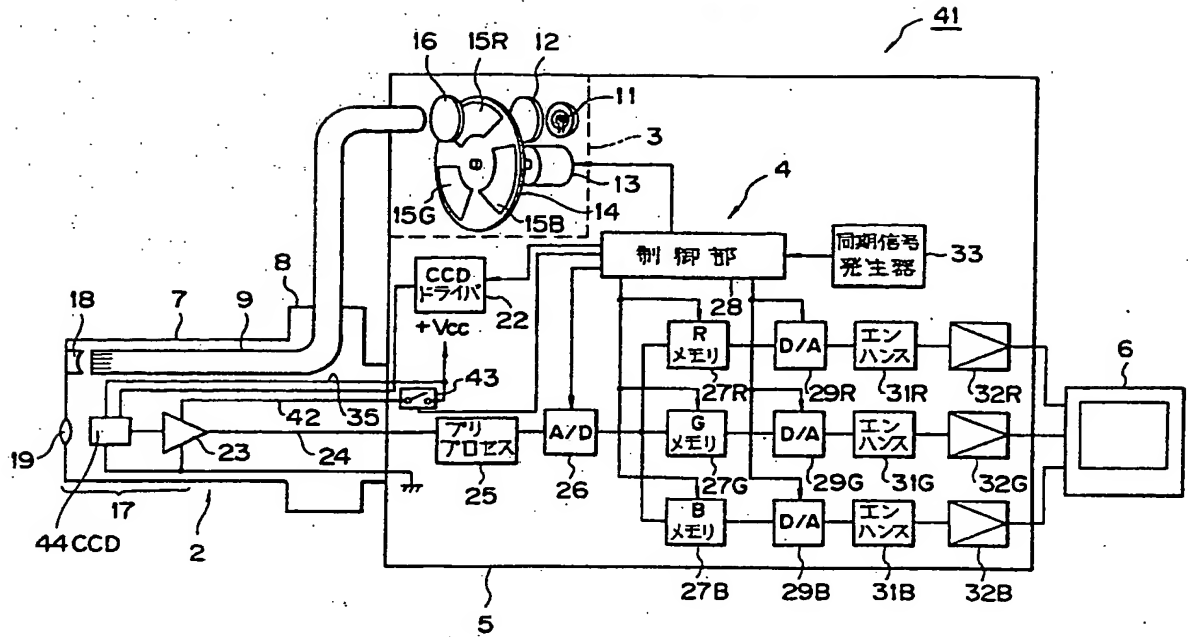 41
16
15R
12
11
3
13
15G
15B
14
4
制御部
28
同期信号
発生器
33
8
CCD
ドライバ
22
+Vcc
18
7
9
43
R
メモリ
27R
D/A
29R
エン
ハンス
31R
32R
6
42
35
19
23
24
プリ
プロセス
25
A/D
26
G
メモリ
27G
D/A
29G
エン
ハンス
31G
32G
17
2
44CCD
B
メモリ
27B
D/A
29B
エン
ハンス
31B
32B
5